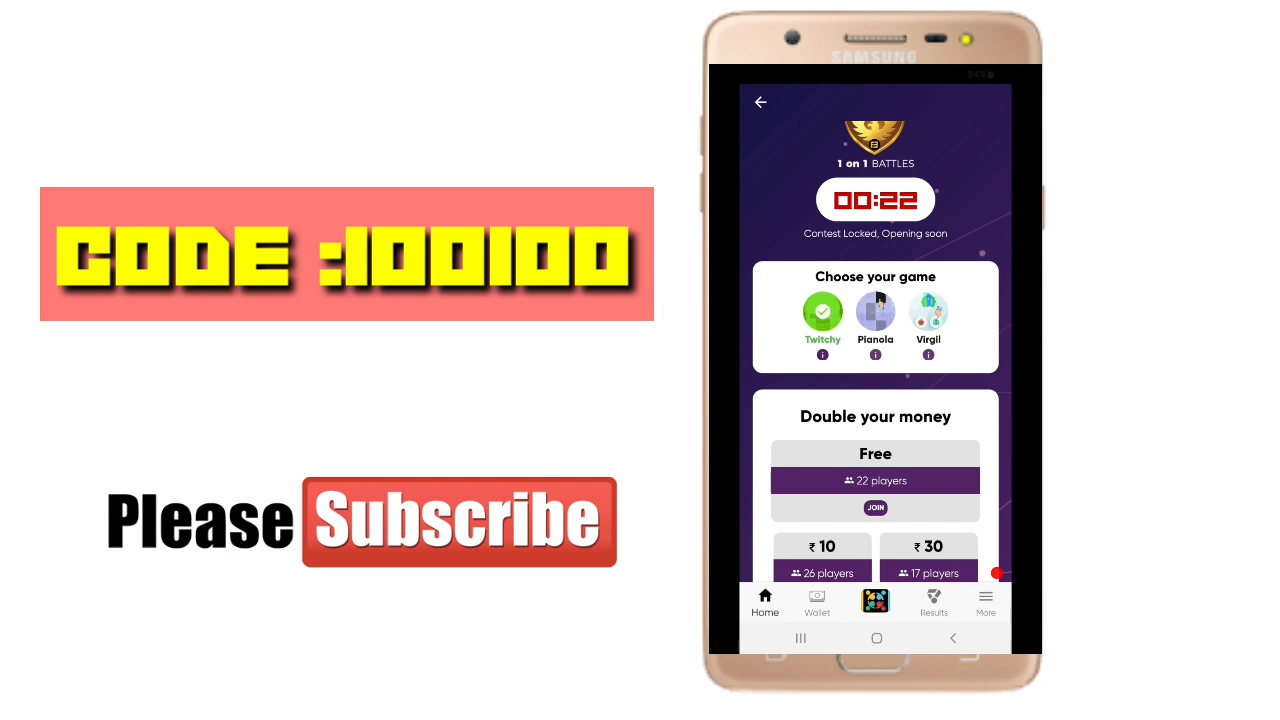 CODE :100100
Please Subscribe
SAMSUNG
84%
1 on 1 BATTLES
00:22
Contest Locked, Opening soon
Choose your game
Twitchy Pianola Virgil
Double your money
Free
22 players
JOIN
₹ 10 ₹ 30
26 players 17 players
Home Wallet Results More